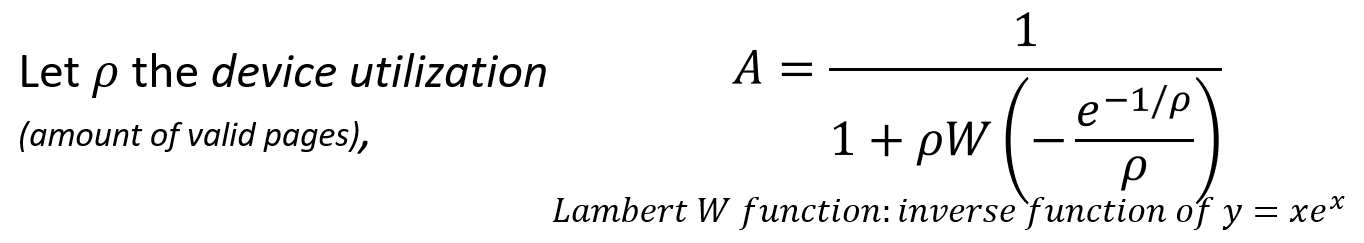 Let ρ the device utilization
(amount of valid pages),
A = 1 / (1 + ρW(−e^{−1/ρ}/ρ))
Lambert W function: inverse function of y = xe^x